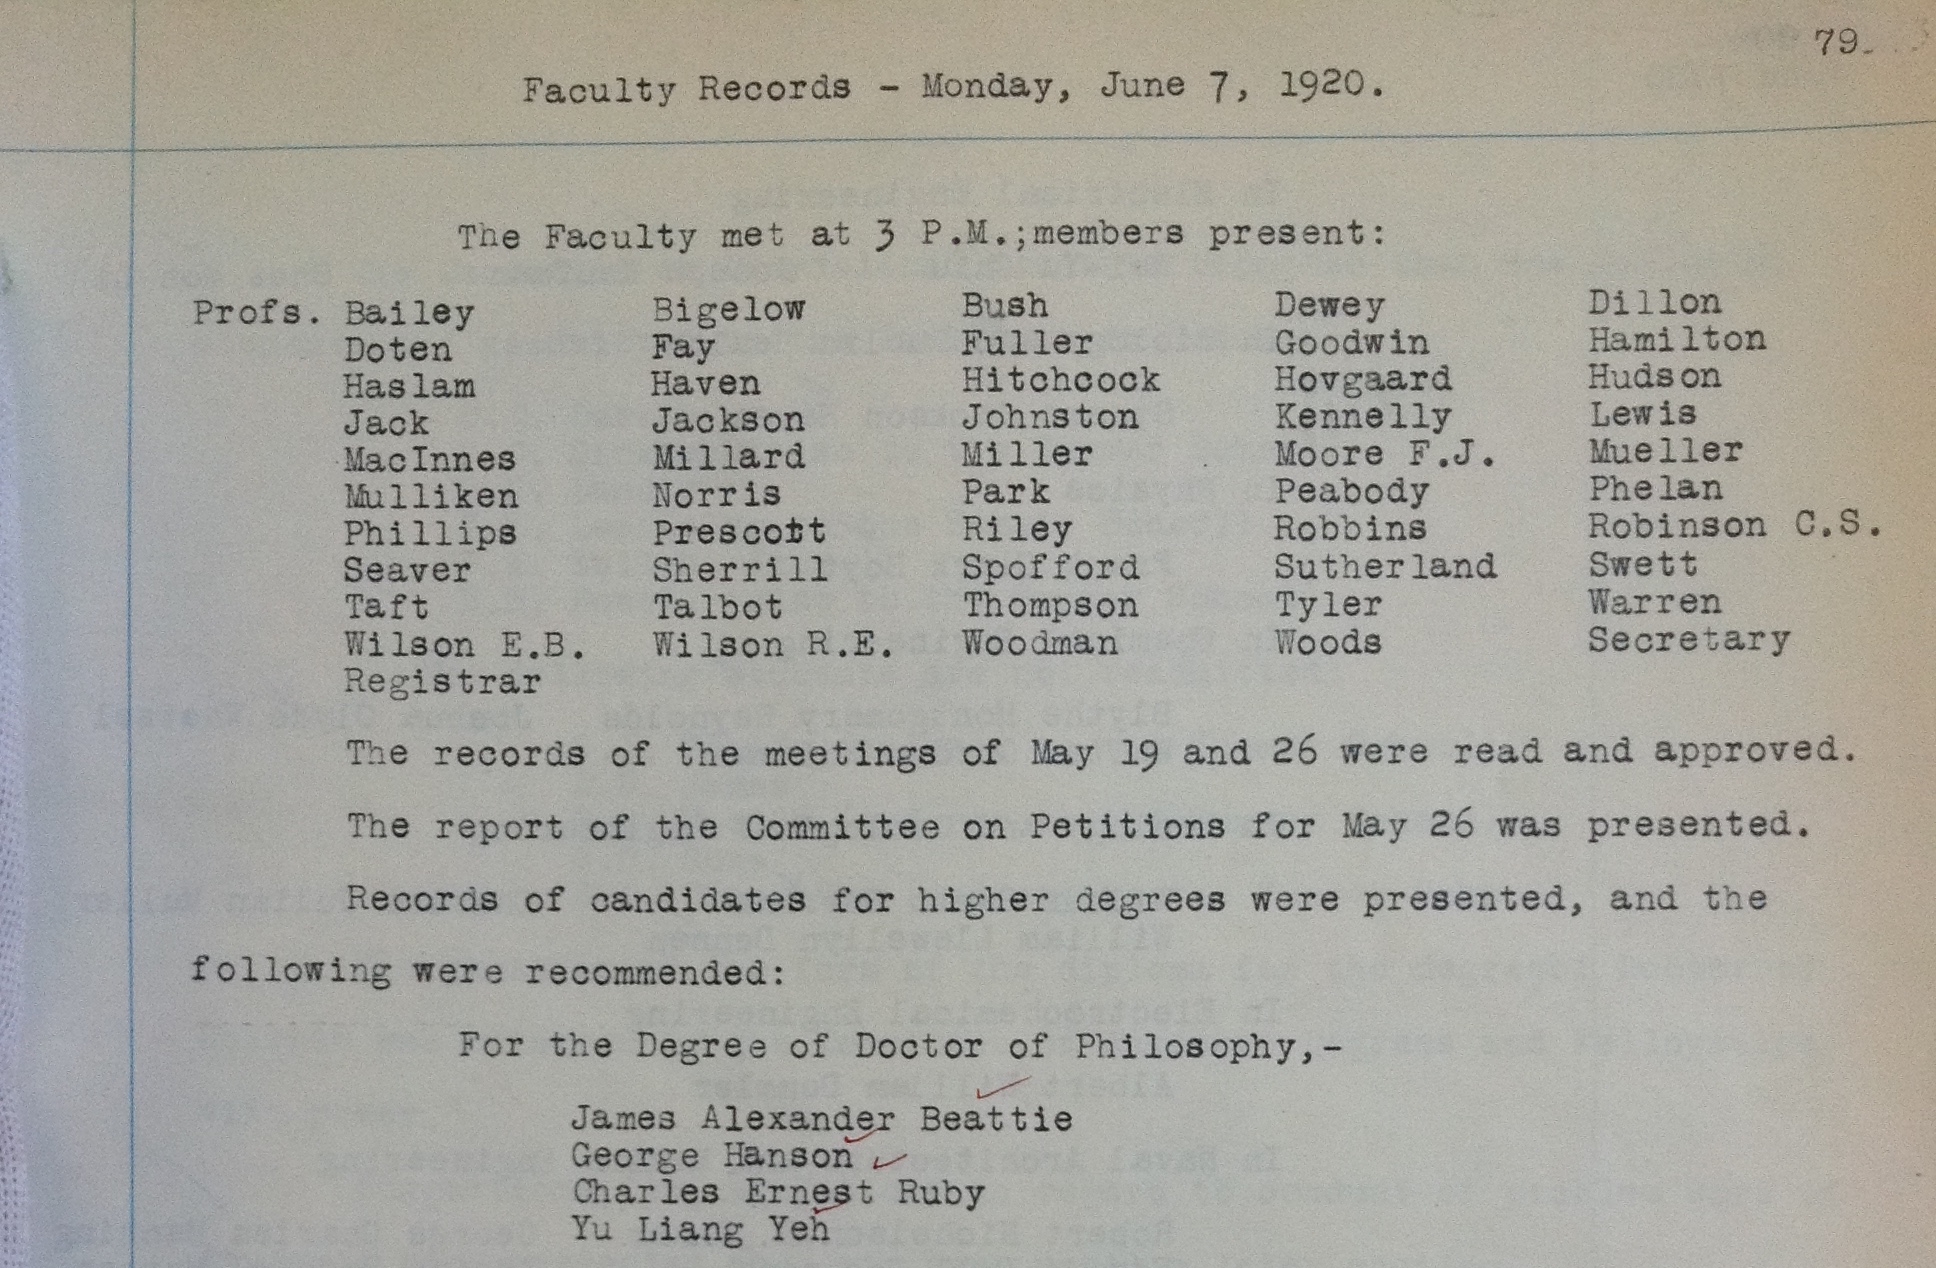 79.
Faculty Records - Monday, June 7, 1920.
The Faculty met at 3 P.M.;members present:
Profs. Bailey Bigelow Bush Dewey Dillon
Doten Fay Fuller Goodwin Hamilton
Haslam Haven Hitchcock Hovgaard Hudson
Jack Jackson Johnston Kennelly Lewis
MacInnes Millard Miller Moore F.J. Mueller
Mulliken Norris Park Peabody Phelan
Phillips Prescott Riley Robbins Robinson C.S.
Seaver Sherrill Spofford Sutherland Swett
Taft Talbot Thompson Tyler Warren
Wilson E.B. Wilson R.E. Woodman Woods Secretary
Registrar
The records of the meetings of May 19 and 26 were read and approved.
The report of the Committee on Petitions for May 26 was presented.
Records of candidates for higher degrees were presented, and the
following were recommended:
For the Degree of Doctor of Philosophy,-
James Alexander Beattie
George Hanson
Charles Ernest Ruby
Yu Liang Yeh